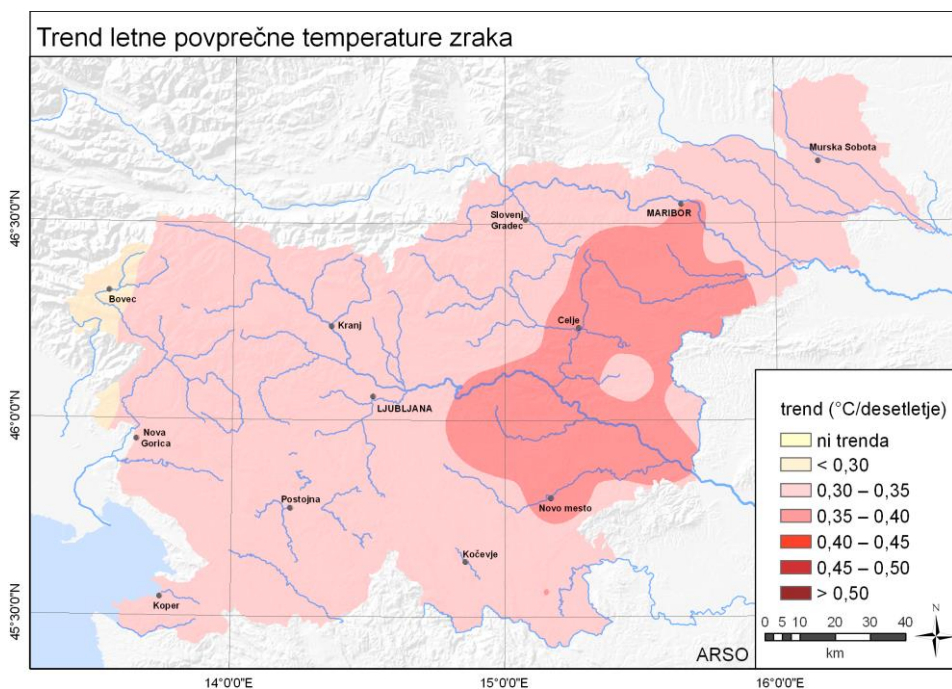 Trend letne povprečne temperature zraka
Murska Sobota
46°30'0"N
Slovenj
Gradec
MARIBOR
Bovec
Kranj
Celje
46°0'0"N
LJUBLJANA
Nova
Gorica
Postojna
Novo mesto
Kočevje
Koper
45°30'0"N
trend (°C/desetletje)
ni trenda
< 0,30
0,30 – 0,35
0,35 – 0,40
0,40 – 0,45
0,45 – 0,50
> 0,50
N
0 5 10 20 30 40
km
ARSO
14°0'0"E
15°0'0"E
16°0'0"E